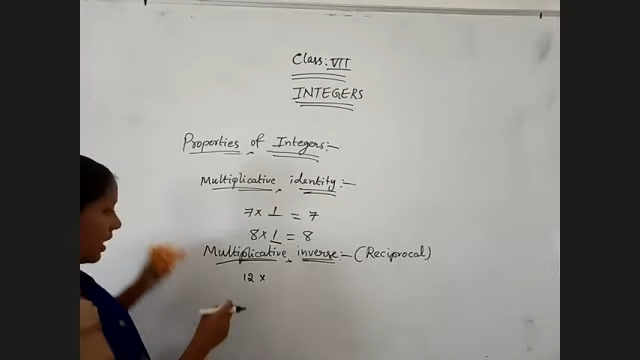 Class: VII
INTEGERS
Properties of Integers:-
Multiplicative identity:-
7 × 1 = 7
8 × 1 = 8
Multiplicative inverse:- (Reciprocal)
12 ×